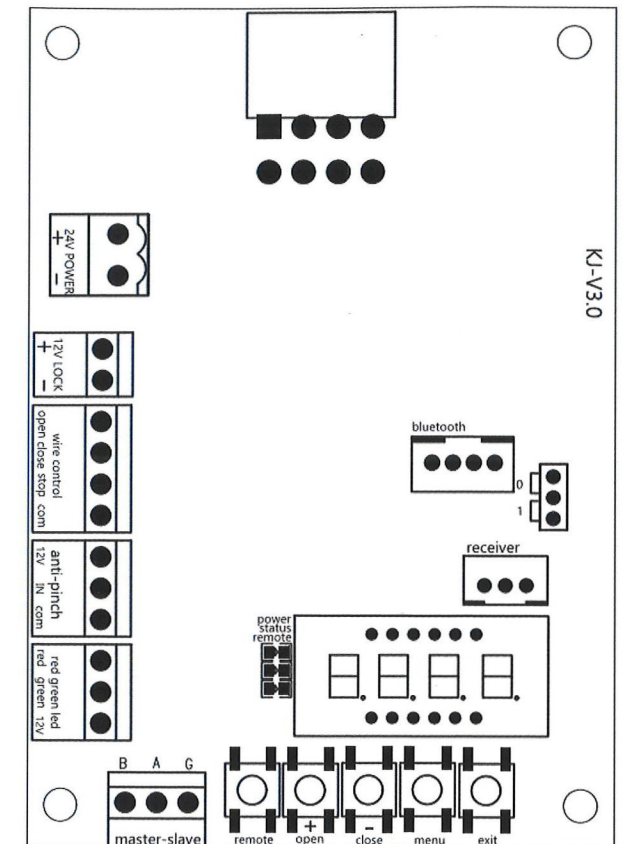 24V POWER
+ −
KJ-V3.0
12V LOCK
+ −
wire control
open close stop com
bluetooth
0
1
anti-pinch
12V IN com
receiver
power
status
remote
red green led
red green 12V
B A G
master-slave
remote
+
open
−
close
menu
exit